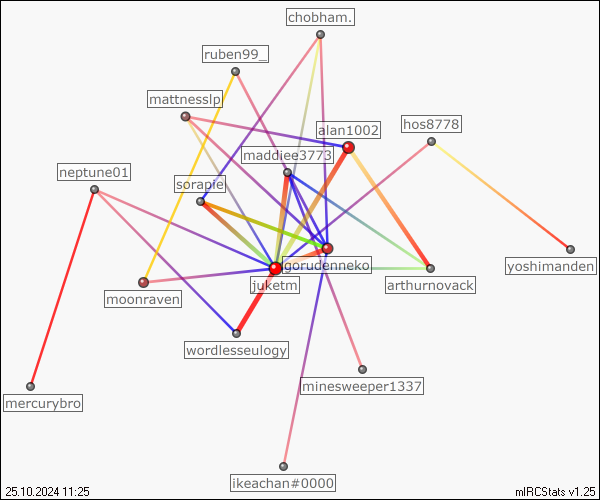 chobham.
ruben99_
mattnesslp
alan1002
hos8778
maddiee3773
neptune01
sorapie
jgorudenneko
yoshimanden
juketm
arthurnovack
moonraven
wordlesseulogy
minesweeper1337
mercurybro
ikeachan#0000
25.10.2024 11:25
mIRCStats v1.25